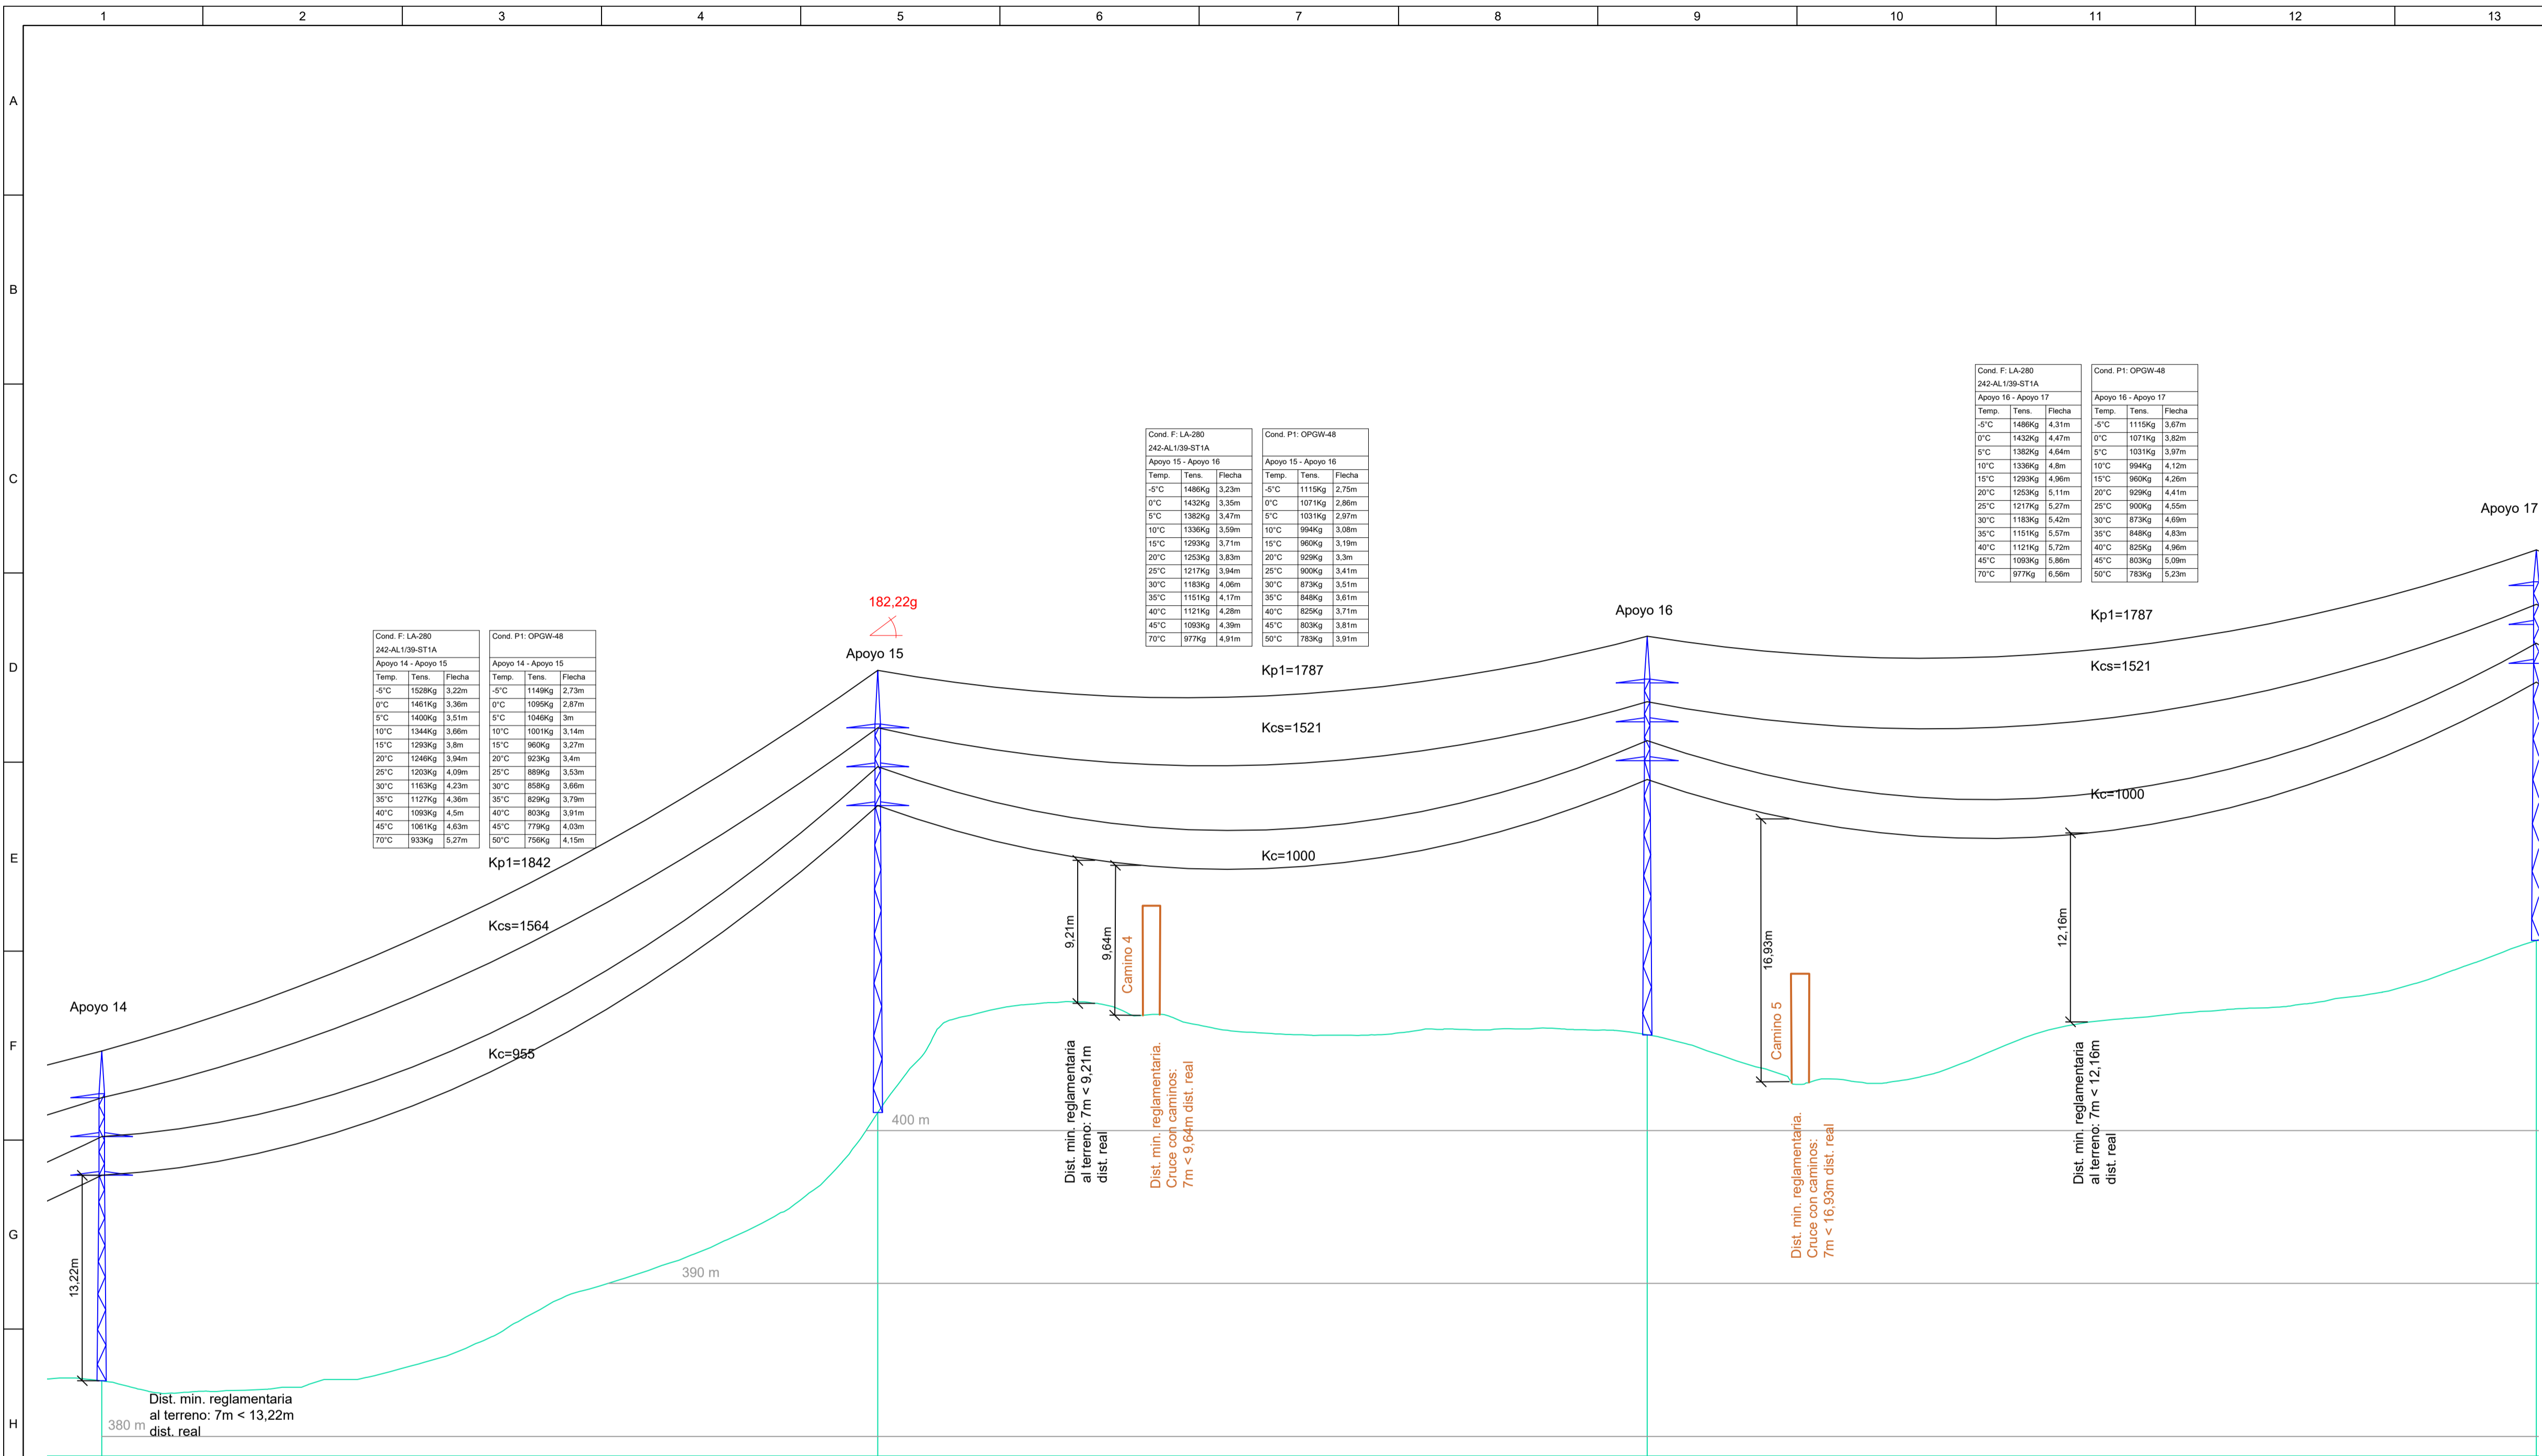 1 2 3 4 5 6 7 8 9 10 11 12 13
A
B
C
D
E
F
G
H
Cond. F: LA-280
242-AL1/39-ST1A
Apoyo 14 - Apoyo 15
Temp. Tens. Flecha
-5°C 1528Kg 3,22m
0°C 1461Kg 3,36m
5°C 1400Kg 3,51m
10°C 1344Kg 3,66m
15°C 1293Kg 3,8m
20°C 1246Kg 3,94m
25°C 1203Kg 4,09m
30°C 1163Kg 4,23m
35°C 1127Kg 4,36m
40°C 1093Kg 4,5m
45°C 1061Kg 4,63m
70°C 933Kg 5,27m
Cond. P1: OPGW-48
Apoyo 14 - Apoyo 15
Temp. Tens. Flecha
-5°C 1149Kg 2,73m
0°C 1095Kg 2,87m
5°C 1046Kg 3m
10°C 1001Kg 3,14m
15°C 960Kg 3,27m
20°C 923Kg 3,4m
25°C 889Kg 3,53m
30°C 858Kg 3,66m
35°C 829Kg 3,79m
40°C 803Kg 3,91m
45°C 779Kg 4,03m
50°C 756Kg 4,15m
Kp1=1842
Kcs=1564
Kc=955
Apoyo 14
13,22m
Dist. min. reglamentaria
al terreno: 7m < 13,22m
dist. real
380 m
390 m
400 m
182,22g
Apoyo 15
Cond. F: LA-280
242-AL1/39-ST1A
Apoyo 15 - Apoyo 16
Temp. Tens. Flecha
-5°C 1486Kg 3,23m
0°C 1432Kg 3,35m
5°C 1382Kg 3,47m
10°C 1336Kg 3,59m
15°C 1293Kg 3,71m
20°C 1253Kg 3,83m
25°C 1217Kg 3,94m
30°C 1183Kg 4,06m
35°C 1151Kg 4,17m
40°C 1121Kg 4,28m
45°C 1093Kg 4,39m
70°C 977Kg 4,91m
Cond. P1: OPGW-48
Apoyo 15 - Apoyo 16
Temp. Tens. Flecha
-5°C 1115Kg 2,75m
0°C 1071Kg 2,86m
5°C 1031Kg 2,97m
10°C 994Kg 3,08m
15°C 960Kg 3,19m
20°C 929Kg 3,3m
25°C 900Kg 3,41m
30°C 873Kg 3,51m
35°C 848Kg 3,61m
40°C 825Kg 3,71m
45°C 803Kg 3,81m
50°C 783Kg 3,91m
Kp1=1787
Kcs=1521
Kc=1000
9,21m
9,64m
Camino 4
Dist. min. reglamentaria
al terreno: 7m < 9,21m
dist. real
Dist. min. reglamentaria.
Cruce con caminos:
7m < 9,64m dist. real
Apoyo 16
Cond. F: LA-280
242-AL1/39-ST1A
Apoyo 16 - Apoyo 17
Temp. Tens. Flecha
-5°C 1486Kg 4,31m
0°C 1432Kg 4,47m
5°C 1382Kg 4,64m
10°C 1336Kg 4,8m
15°C 1293Kg 4,96m
20°C 1253Kg 5,11m
25°C 1217Kg 5,27m
30°C 1183Kg 5,42m
35°C 1151Kg 5,57m
40°C 1121Kg 5,72m
45°C 1093Kg 5,86m
70°C 977Kg 6,56m
Cond. P1: OPGW-48
Apoyo 16 - Apoyo 17
Temp. Tens. Flecha
-5°C 1115Kg 3,67m
0°C 1071Kg 3,82m
5°C 1031Kg 3,97m
10°C 994Kg 4,12m
15°C 960Kg 4,26m
20°C 929Kg 4,41m
25°C 900Kg 4,55m
30°C 873Kg 4,69m
35°C 848Kg 4,83m
40°C 825Kg 4,96m
45°C 803Kg 5,09m
50°C 783Kg 5,23m
Kp1=1787
Kcs=1521
Kc=1000
16,93m
Camino 5
Dist. min. reglamentaria.
Cruce con caminos:
7m < 16,93m dist. real
12,16m
Dist. min. reglamentaria
al terreno: 7m < 12,16m
dist. real
Apoyo 17